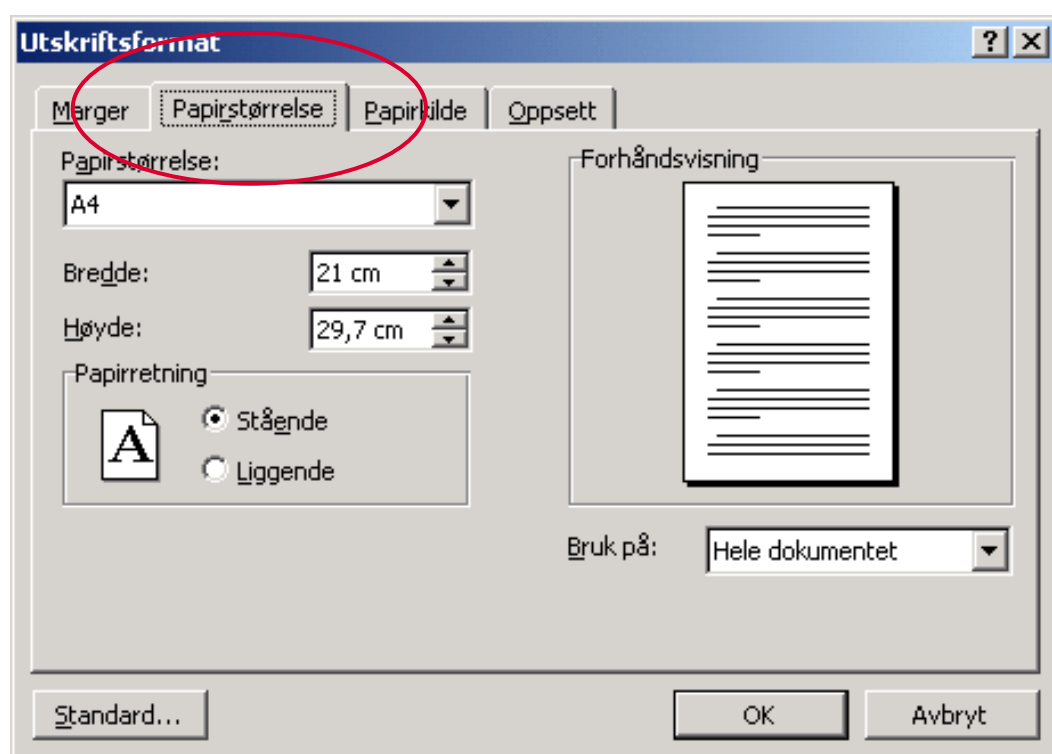 Utskriftsformat
Marger Papirstørrelse Papirkilde Oppsett
Papirstørrelse:
A4
Bredde: 21 cm
Høyde: 29,7 cm
Papirretning
A
Stående
Liggende
Forhåndsvisning
Bruk på: Hele dokumentet
Standard... OK Avbryt